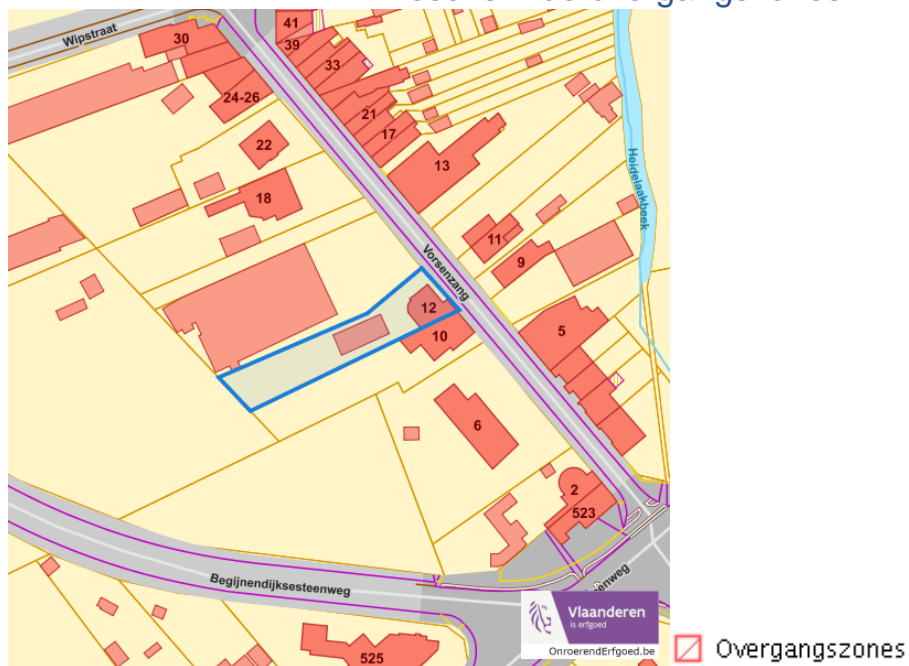 Wipstraat
30
41
39
33
24-26
21
17
22
13
18
Heidelaakbeek
11
9
Vorsenzang
12
10
5
6
2
523
Begijnendijksesteenweg
525
Vlaanderen
is erfgoed
OnroerendErfgoed.be
Overgangszones